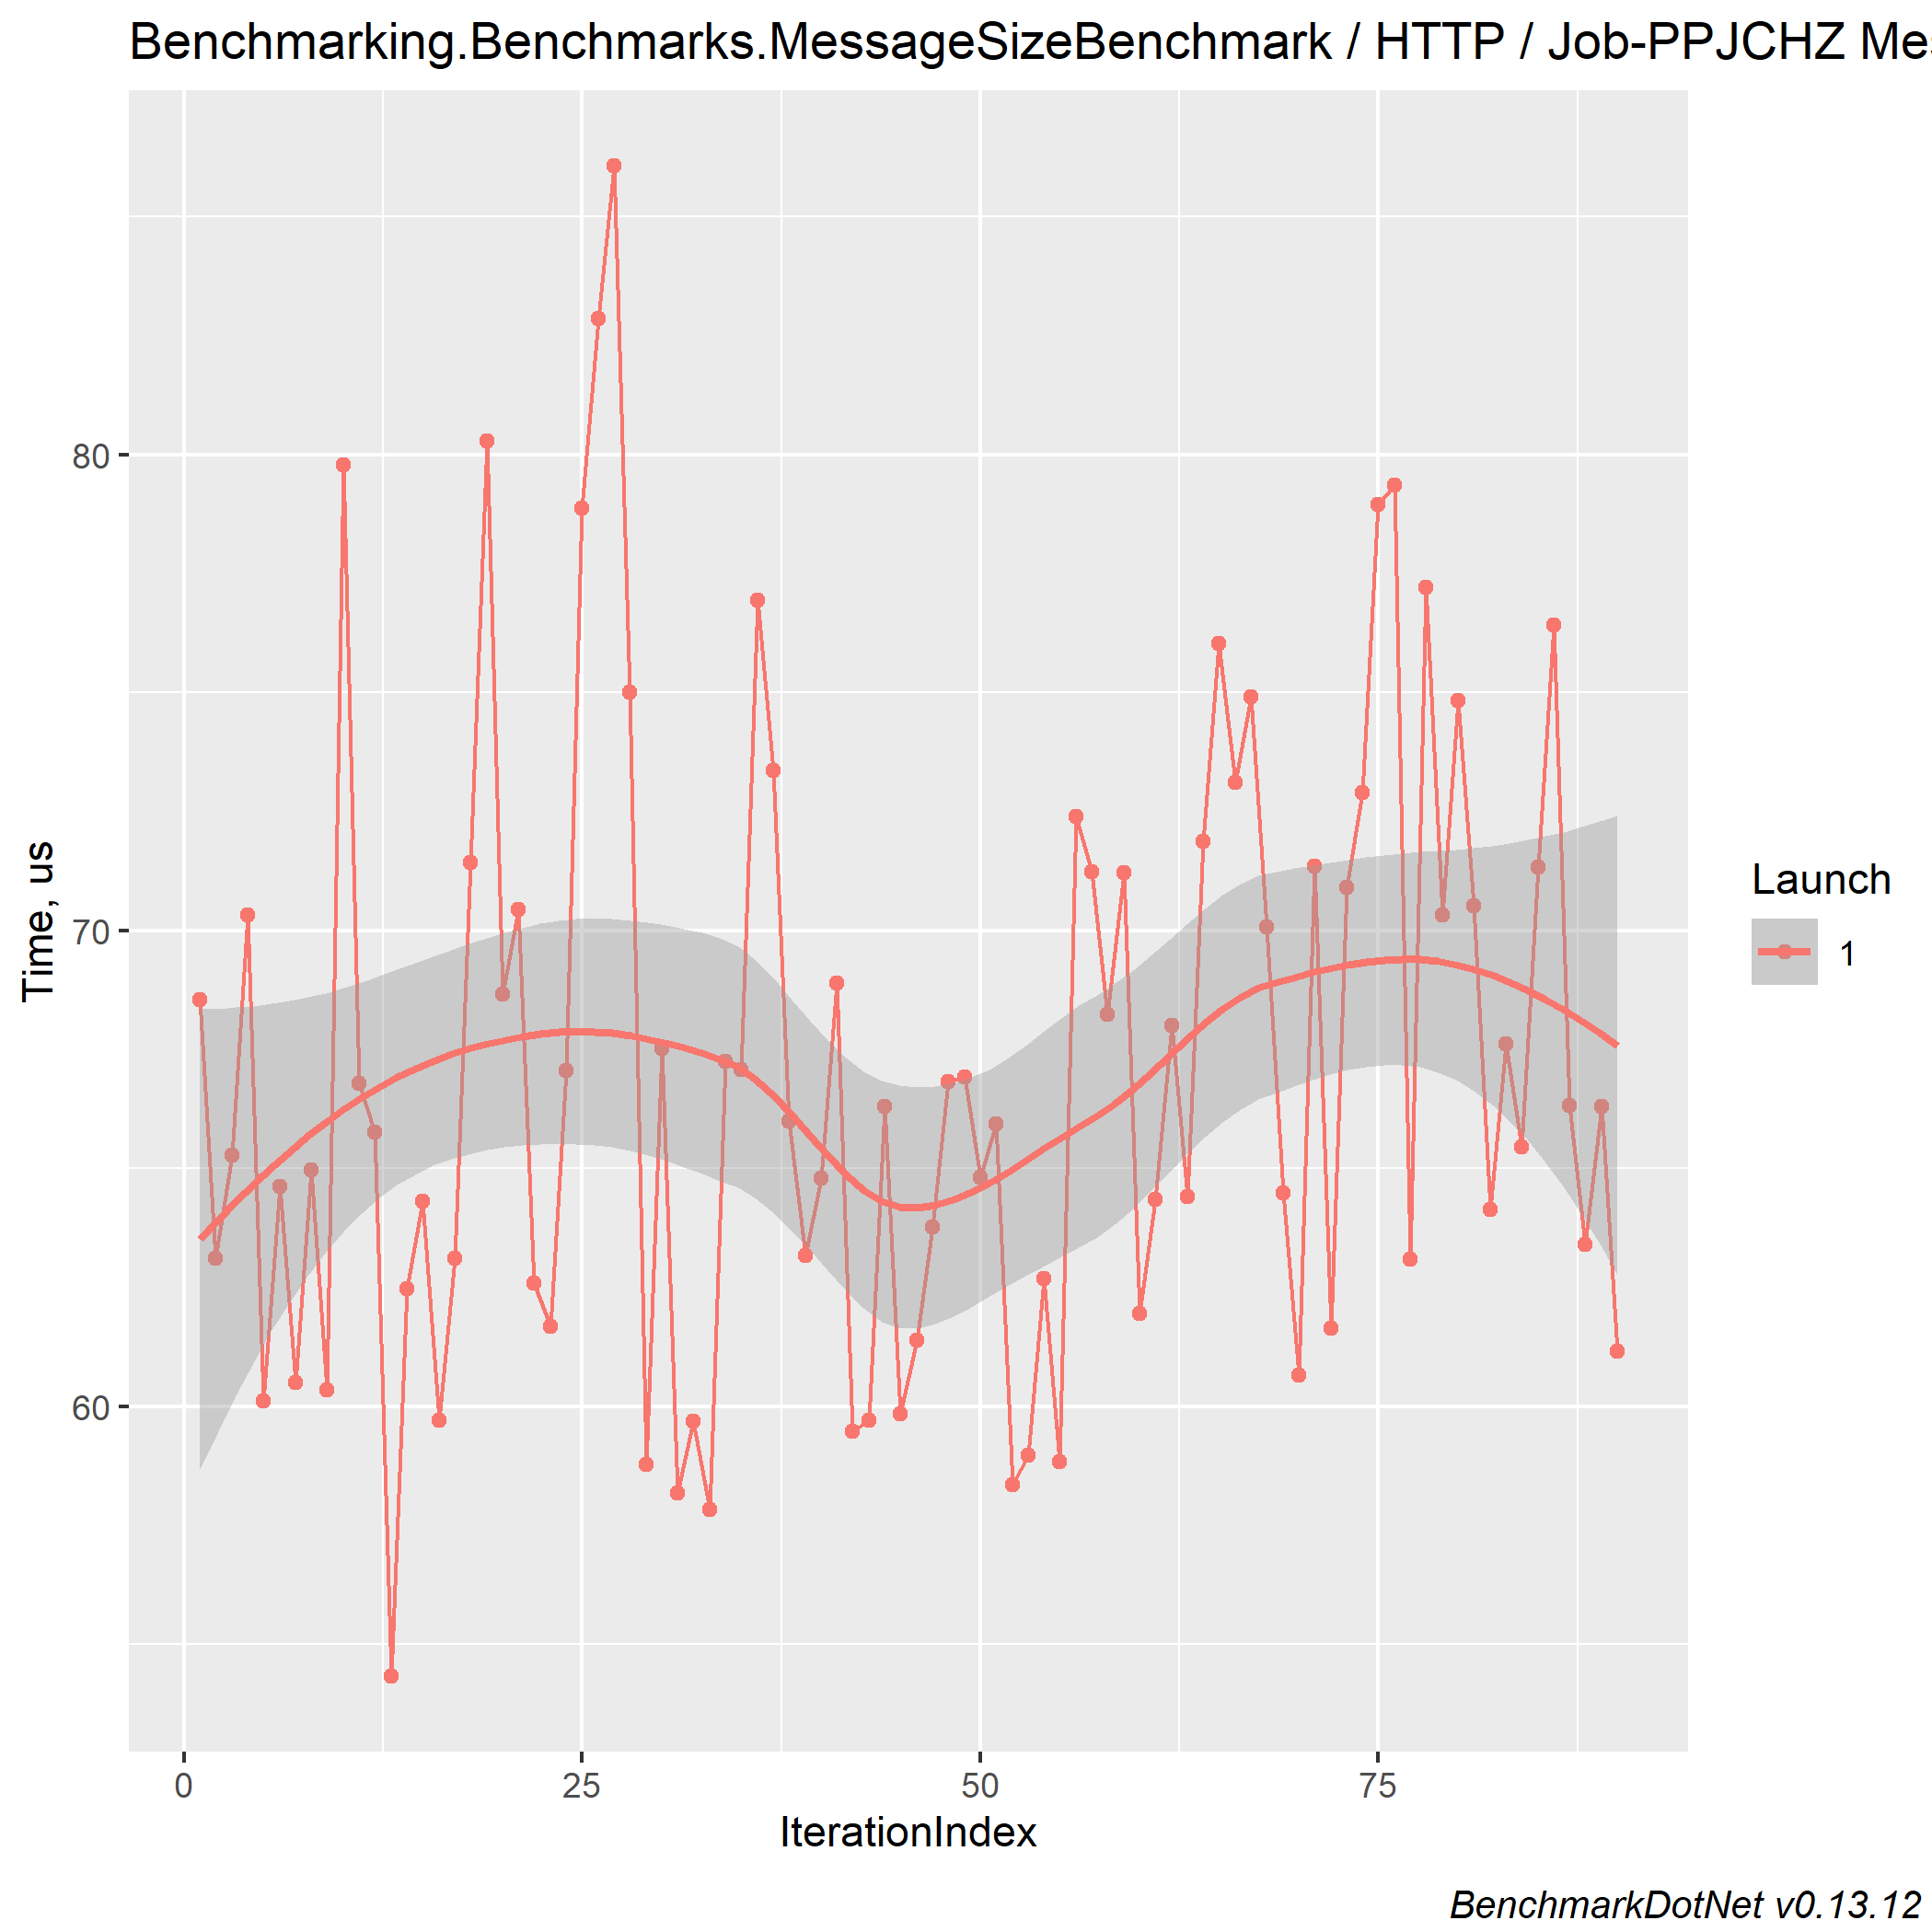 Benchmarking.Benchmarks.MessageSizeBenchmark / HTTP / Job-PPJCHZ
80
70
60
Time, us
0 25 50 75
IterationIndex
Launch
1
BenchmarkDotNet v0.13.12